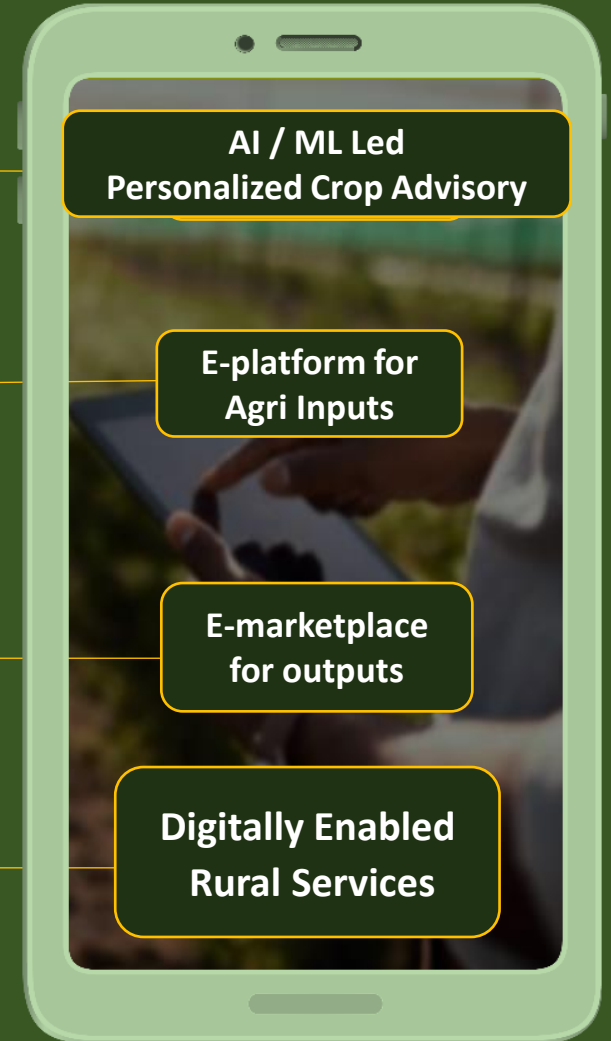 AI / ML Led
Personalized Crop Advisory
E-platform for
Agri Inputs
E-marketplace
for outputs
Digitally Enabled
Rural Services